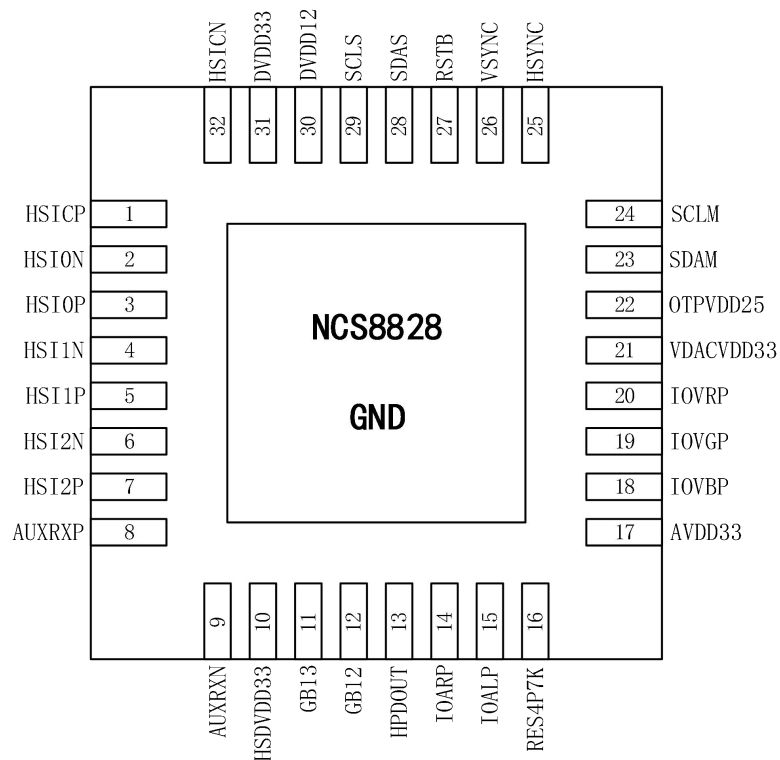 HSICN DVDD33 DVDD12 SCLS SDAS RSTB VSYNC HSYNC
32 31 30 29 28 27 26 25
HSICP 1 24 SCLM
HSI0N 2 23 SDAM
HSI0P 3 22 OTPVDD25
HSI1N 4 21 VDACVDD33
HSI1P 5 20 IOVRP
HSI2N 6 19 IOVGP
HSI2P 7 18 IOVBP
AUXRXP 8 17 AVDD33
NCS8828
GND
9 10 11 12 13 14 15 16
AUXRXN HSDVDD33 GB13 GB12 HPDOUT IOARP IOALP RES4P7K